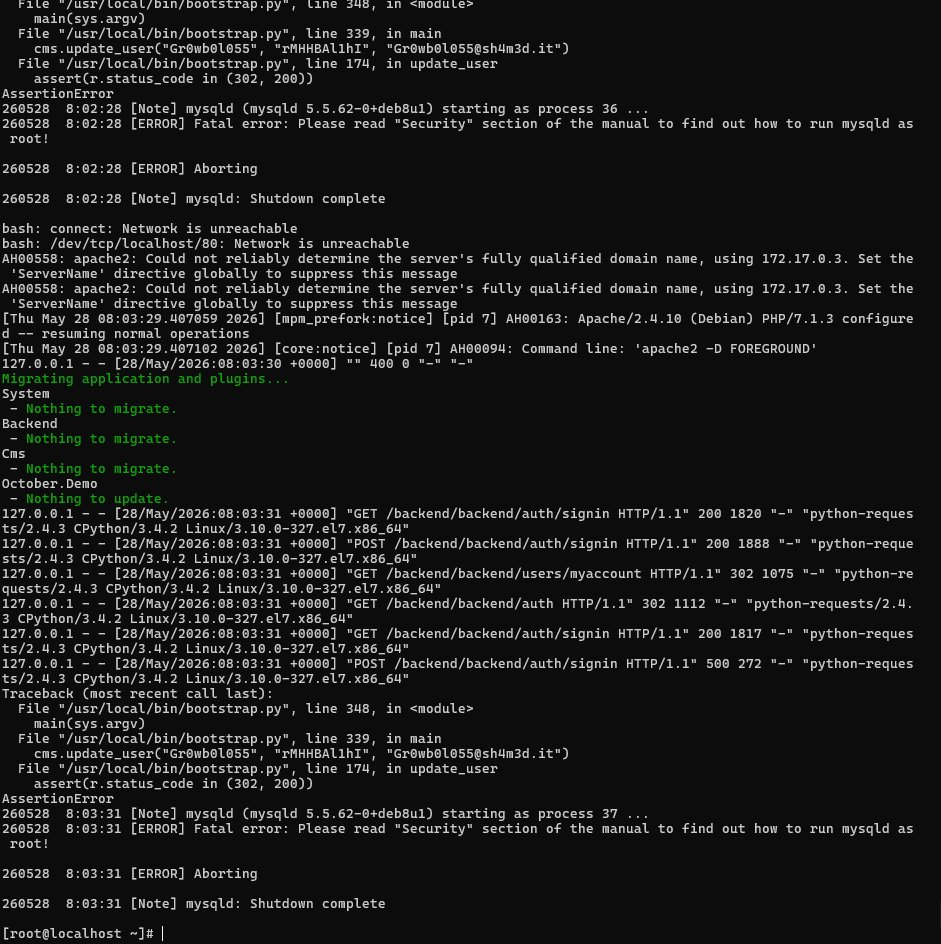 File "/usr/local/bin/bootstrap.py", line 348, in <module>
    main(sys.argv)
  File "/usr/local/bin/bootstrap.py", line 339, in main
    cms.update_user("Gr0wb0l055", "rMHHBAl1hI", "Gr0wb0l055@sh4m3d.it")
  File "/usr/local/bin/bootstrap.py", line 174, in update_user
    assert(r.status_code in (302, 200))
AssertionError
260528  8:02:28 [Note] mysqld (mysqld 5.5.62-0+deb8u1) starting as process 36 ...
260528  8:02:28 [ERROR] Fatal error: Please read "Security" section of the manual to find out how to run mysqld as
 root!

260528  8:02:28 [ERROR] Aborting

260528  8:02:28 [Note] mysqld: Shutdown complete

bash: connect: Network is unreachable
bash: /dev/tcp/localhost/80: Network is unreachable
AH00558: apache2: Could not reliably determine the server's fully qualified domain name, using 172.17.0.3. Set the
 'ServerName' directive globally to suppress this message
AH00558: apache2: Could not reliably determine the server's fully qualified domain name, using 172.17.0.3. Set the
 'ServerName' directive globally to suppress this message
[Thu May 28 08:03:29.407059 2026] [mpm_prefork:notice] [pid 7] AH00163: Apache/2.4.10 (Debian) PHP/7.1.3 configure
d -- resuming normal operations
[Thu May 28 08:03:29.407102 2026] [core:notice] [pid 7] AH00094: Command line: 'apache2 -D FOREGROUND'
127.0.0.1 - - [28/May/2026:08:03:30 +0000] "" 400 0 "-" "-"
Migrating application and plugins...
System
 - Nothing to migrate.
Backend
 - Nothing to migrate.
Cms
 - Nothing to migrate.
October.Demo
 - Nothing to update.
127.0.0.1 - - [28/May/2026:08:03:31 +0000] "GET /backend/backend/auth/signin HTTP/1.1" 200 1820 "-" "python-reques
ts/2.4.3 CPython/3.4.2 Linux/3.10.0-327.el7.x86_64"
127.0.0.1 - - [28/May/2026:08:03:31 +0000] "POST /backend/backend/auth/signin HTTP/1.1" 200 1888 "-" "python-reque
sts/2.4.3 CPython/3.4.2 Linux/3.10.0-327.el7.x86_64"
127.0.0.1 - - [28/May/2026:08:03:31 +0000] "GET /backend/backend/users/myaccount HTTP/1.1" 302 1075 "-" "python-re
quests/2.4.3 CPython/3.4.2 Linux/3.10.0-327.el7.x86_64"
127.0.0.1 - - [28/May/2026:08:03:31 +0000] "GET /backend/backend/auth HTTP/1.1" 302 1112 "-" "python-requests/2.4.
3 CPython/3.4.2 Linux/3.10.0-327.el7.x86_64"
127.0.0.1 - - [28/May/2026:08:03:31 +0000] "GET /backend/backend/auth/signin HTTP/1.1" 200 1817 "-" "python-reques
ts/2.4.3 CPython/3.4.2 Linux/3.10.0-327.el7.x86_64"
127.0.0.1 - - [28/May/2026:08:03:31 +0000] "POST /backend/backend/auth/signin HTTP/1.1" 500 272 "-" "python-reques
ts/2.4.3 CPython/3.4.2 Linux/3.10.0-327.el7.x86_64"
Traceback (most recent call last):
  File "/usr/local/bin/bootstrap.py", line 348, in <module>
    main(sys.argv)
  File "/usr/local/bin/bootstrap.py", line 339, in main
    cms.update_user("Gr0wb0l055", "rMHHBAl1hI", "Gr0wb0l055@sh4m3d.it")
  File "/usr/local/bin/bootstrap.py", line 174, in update_user
    assert(r.status_code in (302, 200))
AssertionError
260528  8:03:31 [Note] mysqld (mysqld 5.5.62-0+deb8u1) starting as process 37 ...
260528  8:03:31 [ERROR] Fatal error: Please read "Security" section of the manual to find out how to run mysqld as
 root!

260528  8:03:31 [ERROR] Aborting

260528  8:03:31 [Note] mysqld: Shutdown complete

[root@localhost ~]#